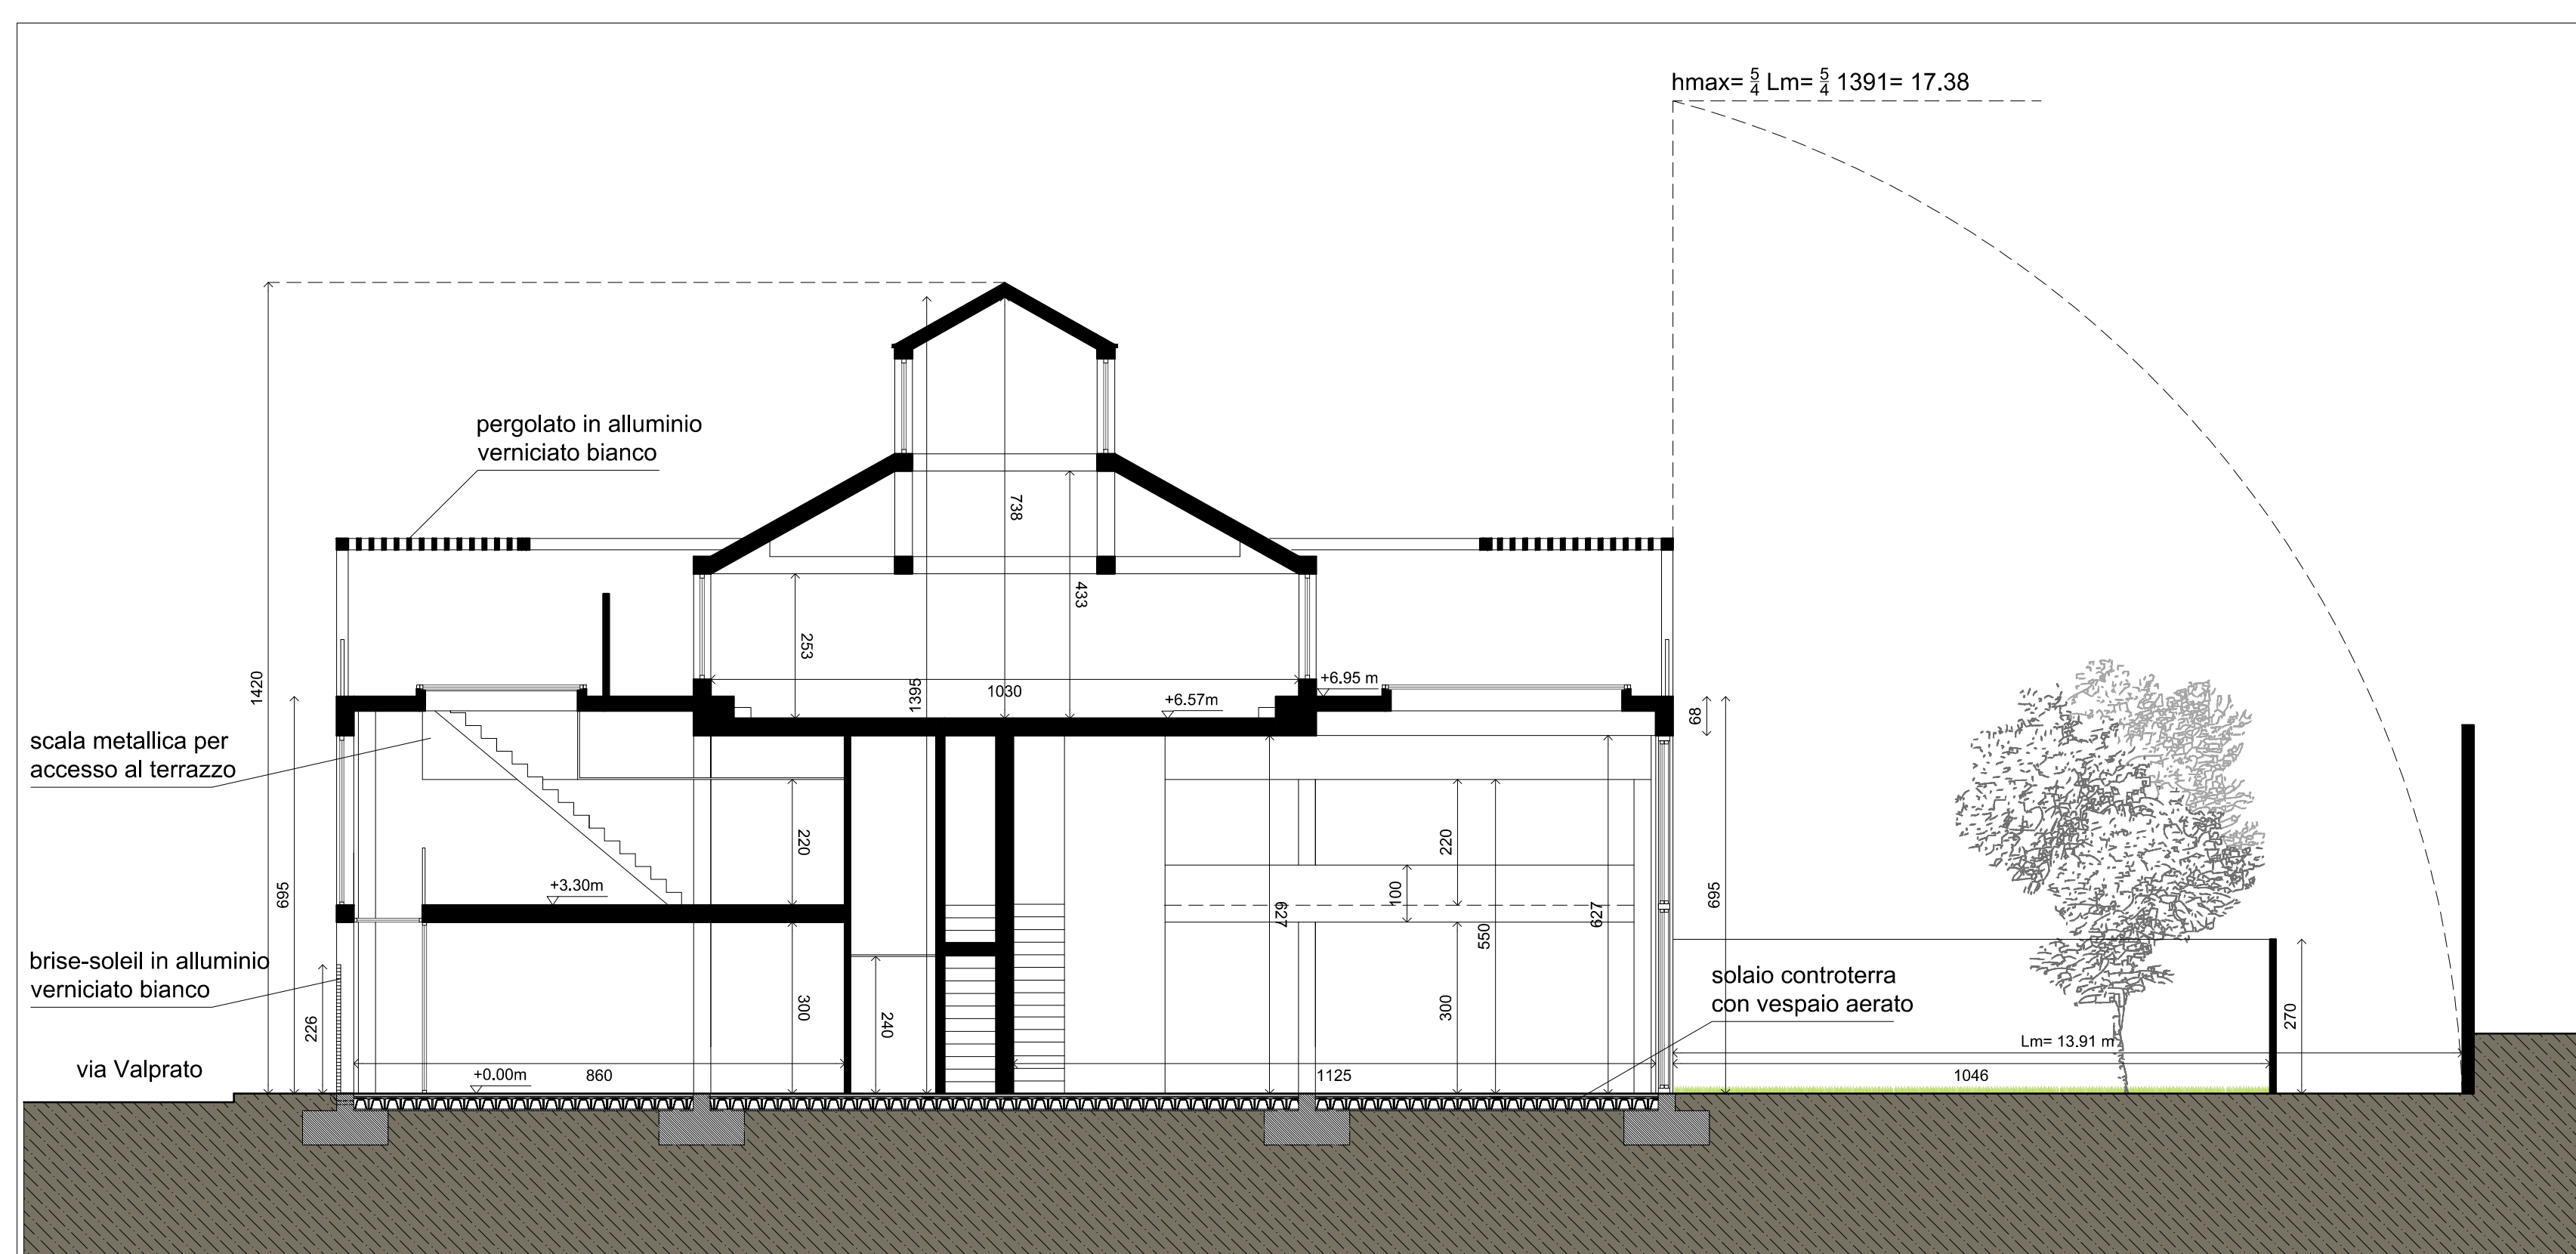 hmax= 5/4 Lm= 5/4 1391= 17.38
pergolato in alluminio
verniciato bianco
738
433
253
1420
1395
1030
+6.57m
+6.95 m
68
scala metallica per
accesso al terrazzo
695
220
+3.30m
220
100
627
550
627
695
brise-soleil in alluminio
verniciato bianco
226
300
240
300
solaio controterra
con vespaio aerato
270
via Valprato
+0.00m
860
1125
Lm= 13.91 m
1046